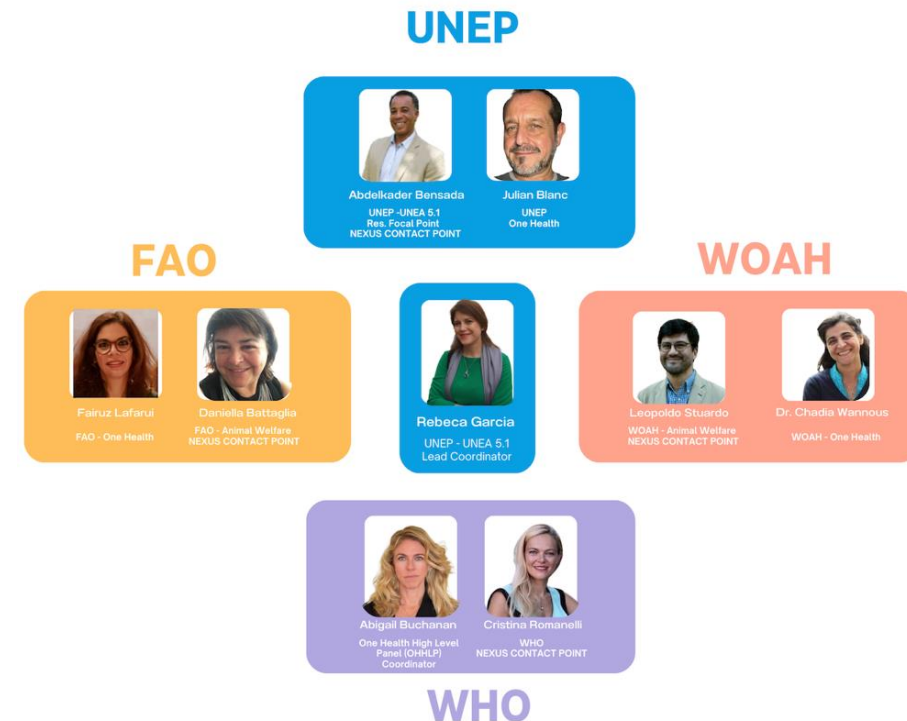 UNEP
Abdelkader Bensada
UNEP -UNEA 5.1
Res. Focal Point
NEXUS CONTACT POINT
Julian Blanc
UNEP
One Health
FAO
Fairuz Lafarui
FAO - One Health
Daniella Battaglia
FAO - Animal Welfare
NEXUS CONTACT POINT
Rebeca Garcia
UNEP - UNEA 5.1
Lead Coordinator
WOAH
Leopoldo Stuardo
WOAH - Animal Welfare
NEXUS CONTACT POINT
Dr. Chadia Wannous
WOAH - One Health
Abigail Buchanan
One Health High Level
Panel (OHHLP)
Coordinator
Cristina Romanelli
WHO
NEXUS CONTACT POINT
WHO